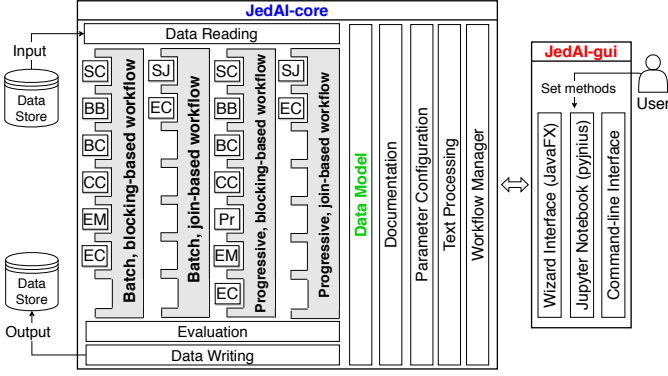 JedAI-core
Data Reading
Input
Data
Store
SC
BB
BC
CC
EM
EC
Batch, blocking-based workflow
SJ
EC
Batch, join-based workflow
SC
BB
BC
CC
Pr
EM
EC
Progressive, blocking-based workflow
SJ
EC
Progressive, join-based workflow
Data
Store
Output
Evaluation
Data Writing
Data Model
Documentation
Parameter Configuration
Text Processing
Workflow Manager
JedAI-gui
Set methods
User
Wizard Interface (JavaFX)
Jupyter Notebook (pyjnius)
Command-line Interface